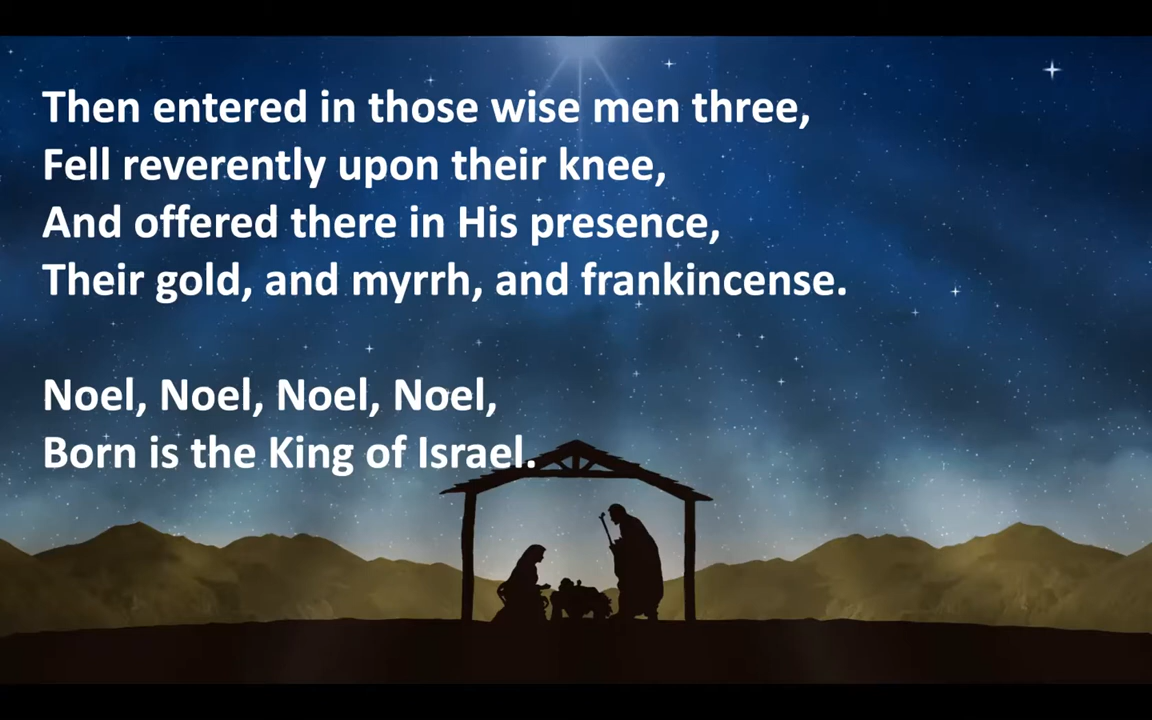 Then entered in those wise men three,
Fell reverently upon their knee,
And offered there in His presence,
Their gold, and myrrh, and frankincense.
Noel, Noel, Noel, Noel,
Born is the King of Israel.